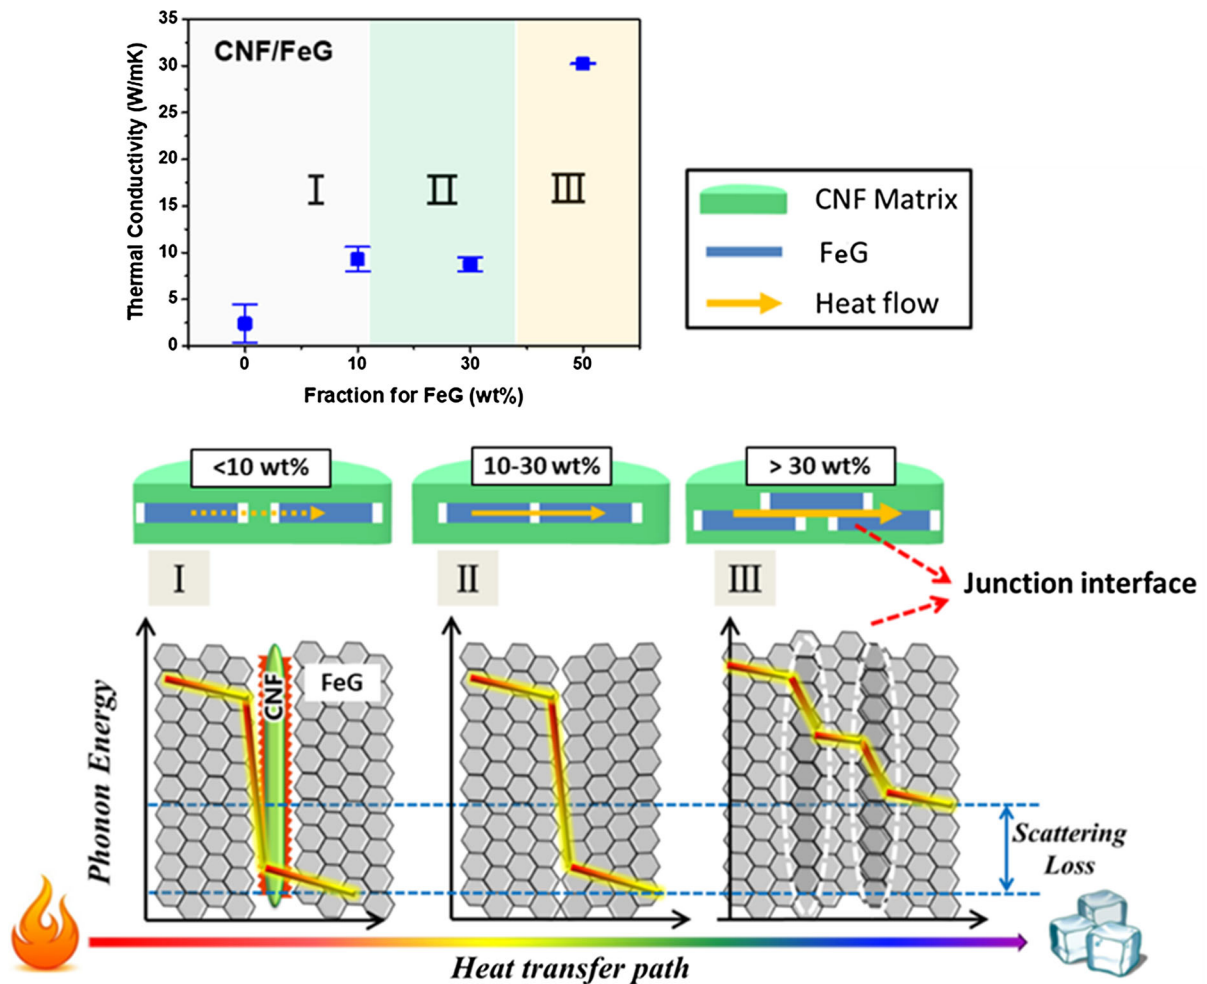 35
30
25
20
15
10
5
0
Thermal Conductivity (W/mK)
CNF/FeG
I
II
III
0
10
30
50
Fraction for FeG (wt%)
CNF Matrix
FeG
Heat flow
<10 wt%
10-30 wt%
> 30 wt%
I
II
III
Junction interface
Phonon Energy
CNF
FeG
Scattering
Loss
Heat transfer path